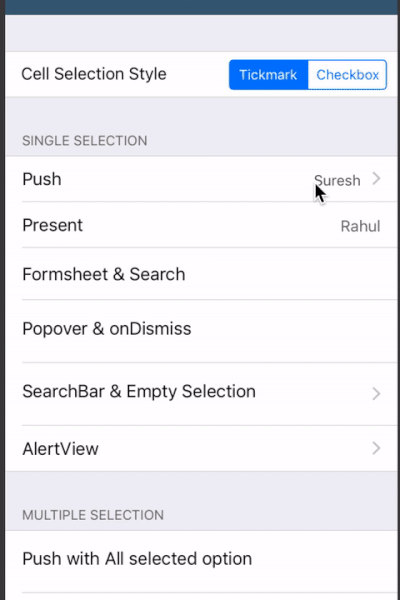 Cell Selection Style Tickmark Checkbox
SINGLE SELECTION
Push Suresh
Present Rahul
Formsheet & Search
Popover & onDismiss
SearchBar & Empty Selection
AlertView
MULTIPLE SELECTION
Push with All selected option